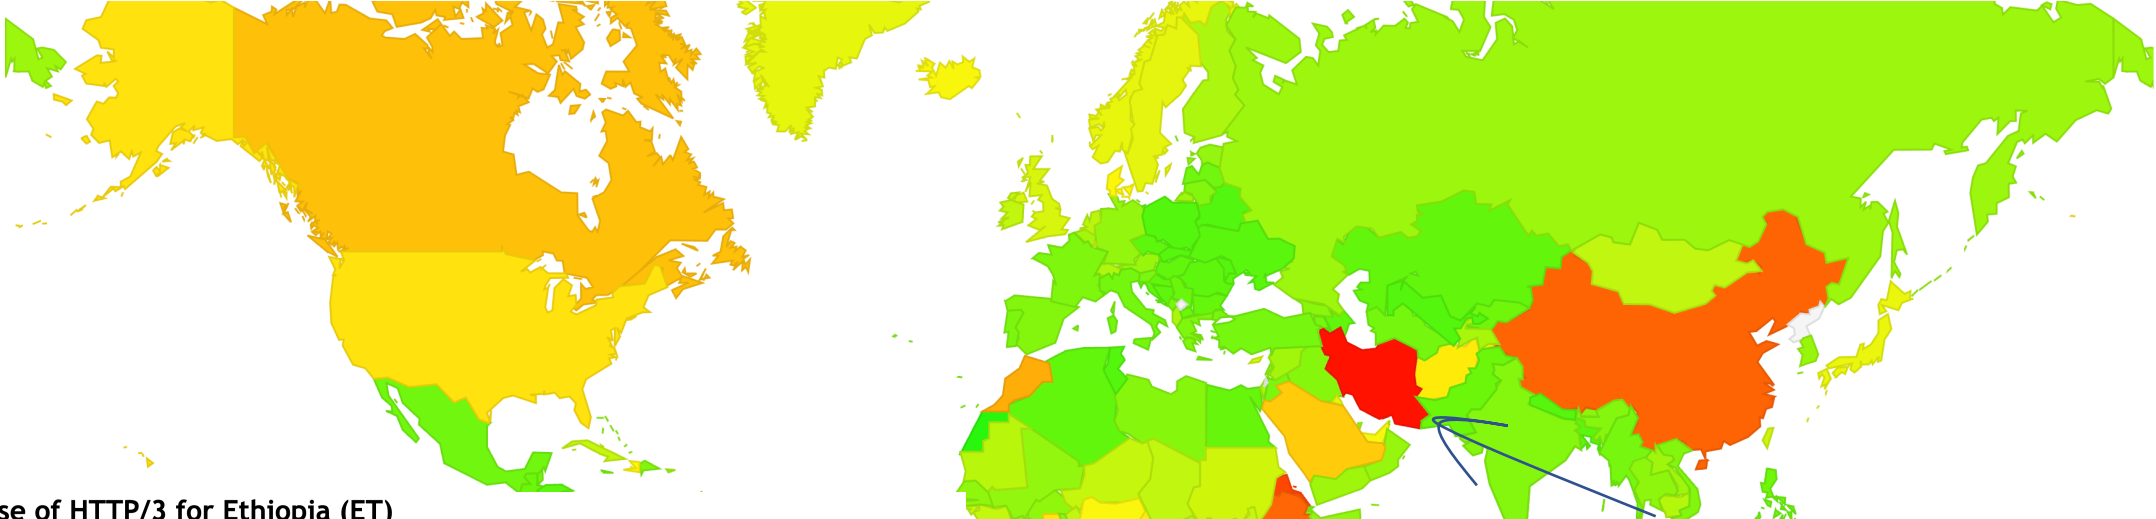 se of HTTP/3 for Ethiopia (ET)